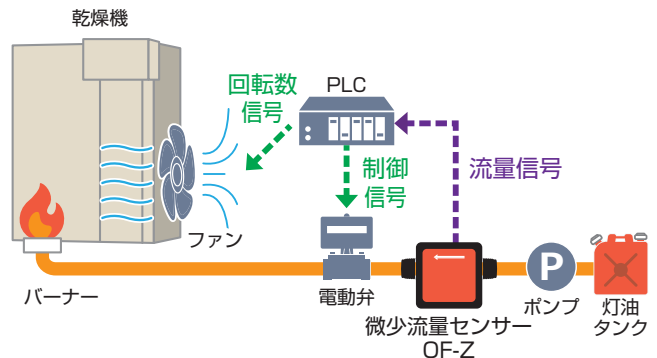 乾燥機
回転数
信号
PLC
制御
信号
流量信号
ファン
バーナー
電動弁
微少流量センサー
OF-Z
P
ポンプ
灯油
タンク